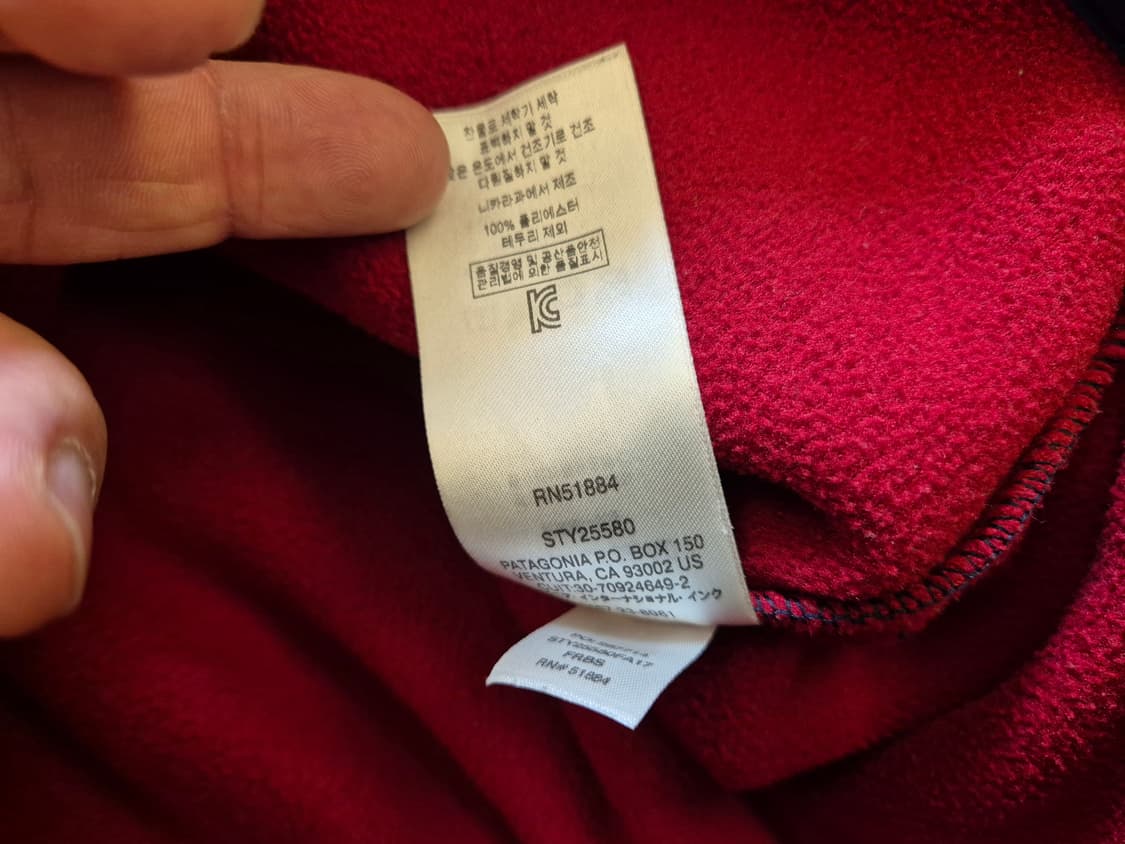 찬물로 세탁기 세탁
표백하지 말 것
낮은 온도에서 건조기로 건조
다림질하지 말 것
니카라과에서 제조
100% 폴리에스터
테두리 제외
품질경영 및 공산품안전
관리법에 의한 품질표시
RN51884
STY25580
PATAGONIA P.O. BOX 150
VENTURA, CA 93002 US
CUIT:30-70924649-2
インターナショナル・インク
STY25580FA17
FRBS
RN# 51884